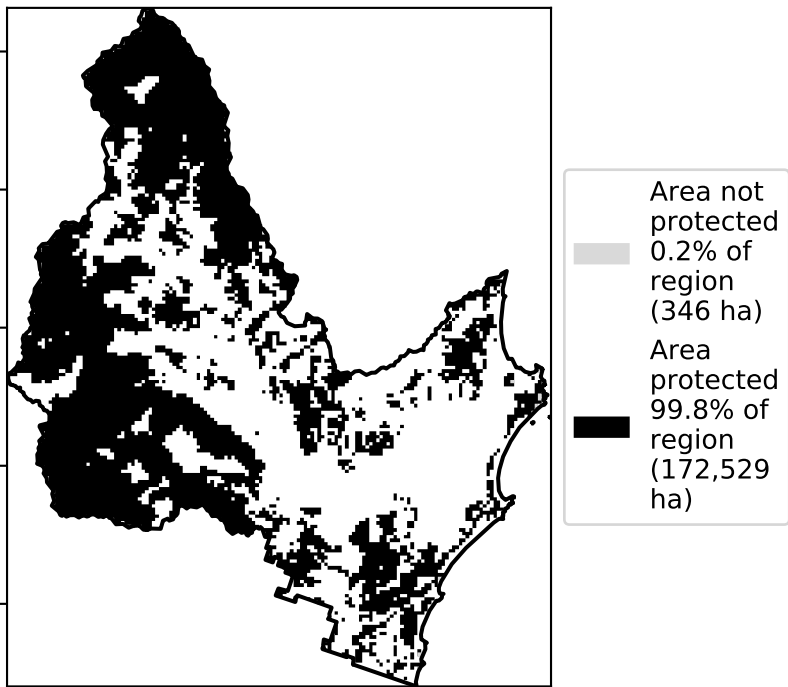 Area not
protected
0.2% of
region
(346 ha)
Area
protected
99.8% of
region
(172,529
ha)